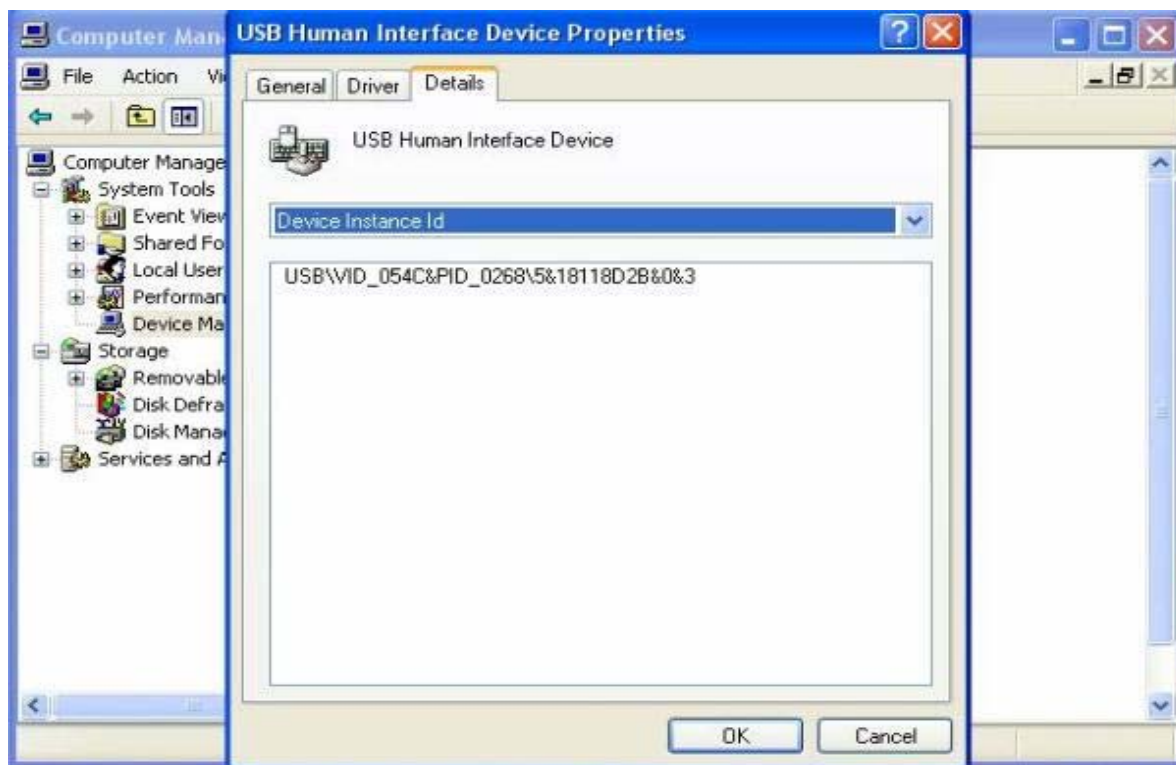 Computer Man
File Action Vi
Computer Manage
System Tools
Event View
Shared Fo
Local User
Performan
Device Ma
Storage
Removable
Disk Defra
Disk Mana
Services and A
USB Human Interface Device Properties
General Driver Details
USB Human Interface Device
Device Instance Id
USB\VID_054C&PID_0268\5&18118D2B&0&3
OK Cancel